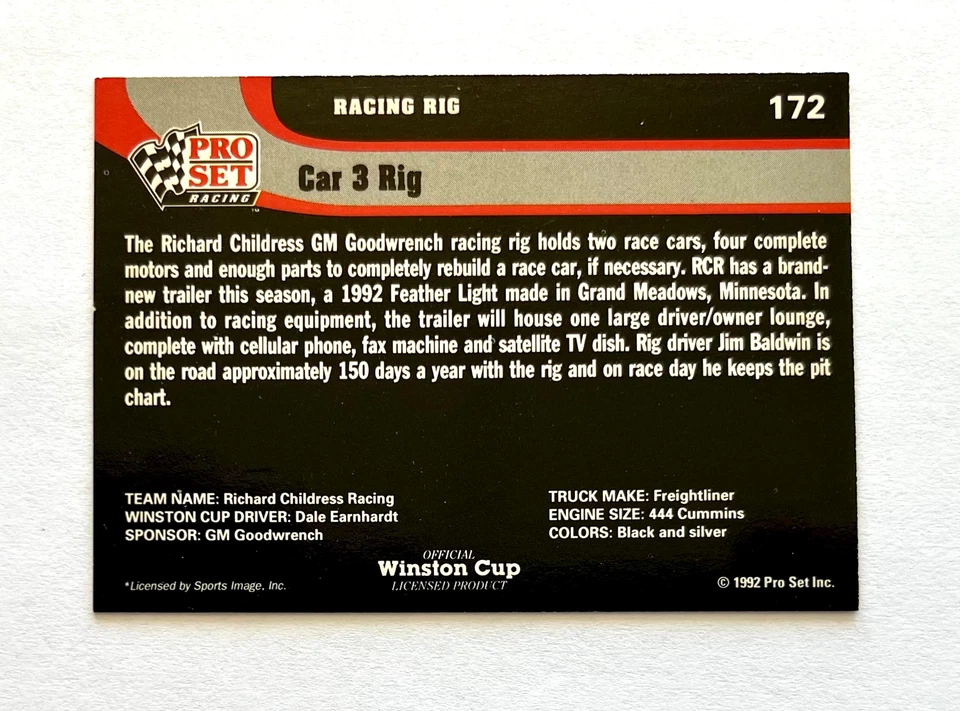 RACING RIG
172
PRO
SET
RACING
TM
Car 3 Rig
The Richard Childress GM Goodwrench racing rig holds two race cars, four complete
motors and enough parts to completely rebuild a race car, if necessary. RCR has a brand-
new trailer this season, a 1992 Feather Light made in Grand Meadows, Minnesota. In
addition to racing equipment, the trailer will house one large driver/owner lounge,
complete with cellular phone, fax machine and satellite TV dish. Rig driver Jim Baldwin is
on the road approximately 150 days a year with the rig and on race day he keeps the pit
chart.
TEAM NAME: Richard Childress Racing
WINSTON CUP DRIVER: Dale Earnhardt
SPONSOR: GM Goodwrench
TRUCK MAKE: Freightliner
ENGINE SIZE: 444 Cummins
COLORS: Black and silver
OFFICIAL
Winston Cup
LICENSED PRODUCT
*Licensed by Sports Image, Inc.
© 1992 Pro Set Inc.